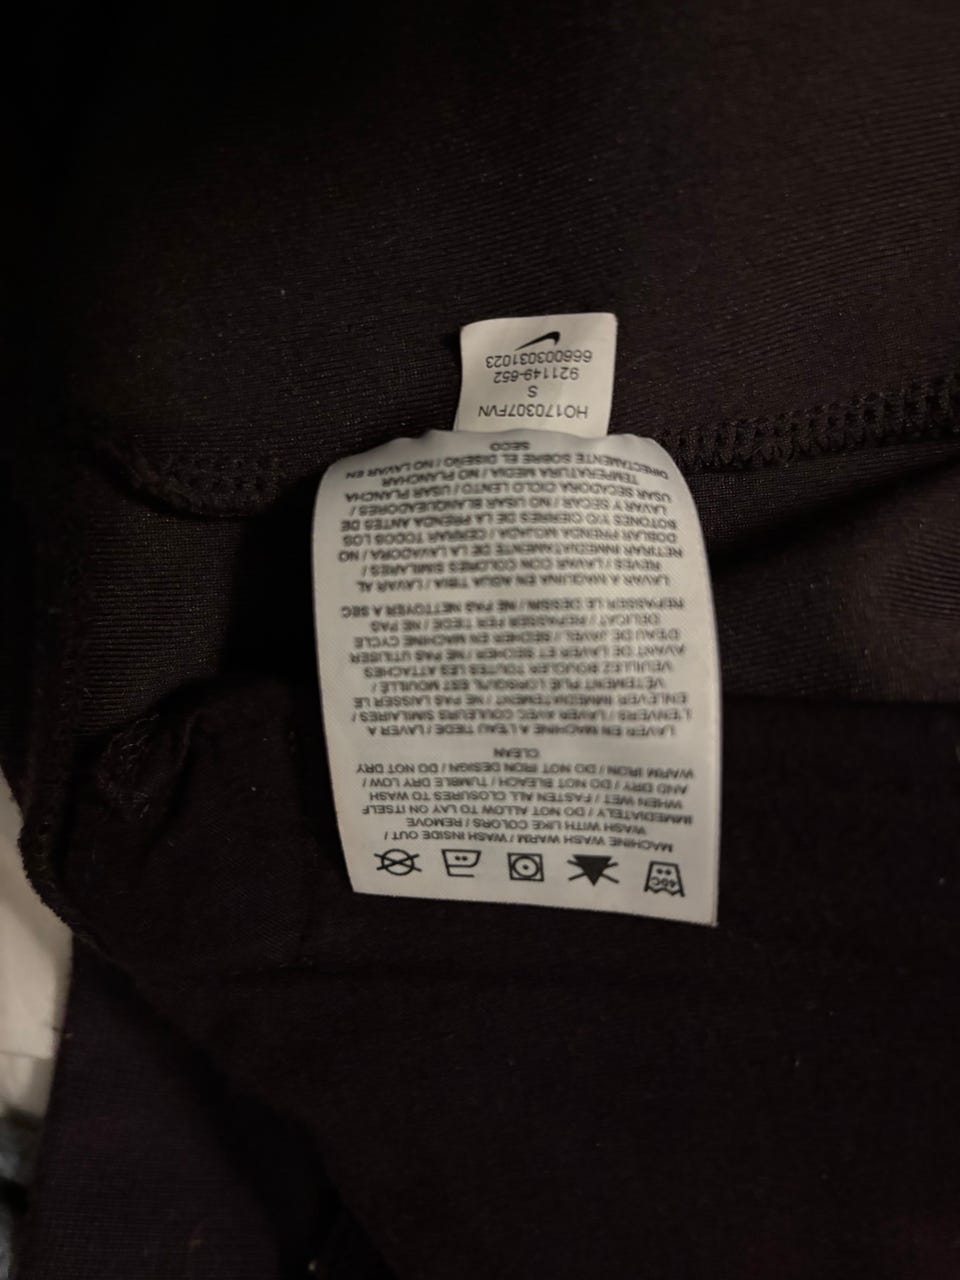 HO170307FVN
S
921149-652
666003031023
40C
MACHINE WASH WARM / WASH INSIDE OUT /
WASH WITH LIKE COLORS / REMOVE
IMMEDIATELY / DO NOT ALLOW TO LAY ON ITSELF
WHEN WET / FASTEN ALL CLOSURES TO WASH
AND DRY / DO NOT BLEACH / TUMBLE DRY LOW /
WARM IRON / DO NOT IRON DESIGN / DO NOT DRY
CLEAN
LAVER EN MACHINE A L'EAU TIEDE / LAVER A
L'ENVERS / LAVER AVEC COULEURS SIMILAIRES /
ENLEVER IMMEDIATEMENT / NE PAS LAISSER LE
VETEMENT PLIE LORSQU'IL EST MOUILLÉ /
VEUILLEZ BOUCLER TOUTES LES ATTACHES
AVANT DE LAVER ET SECHER / NE PAS UTILISER
D'EAU DE JAVEL / SECHER EN MACHINE CYCLE
DELICAT / REPASSER TIEDE / NE PAS
REPASSER LE DESSIN / NE PAS NETTOYER A SEC
LAVAR A MAQUINA EN AGUA TIBIA / LAVAR AL
REVES / LAVAR CON COLORES SIMILARES /
RETIRAR INMEDIATAMENTE DE LA LAVADORA / NO
DOBLAR PRENDA MOJADA / CERRAR TODOS LOS
BOTONES Y/O CIERRES DE LA PRENDA ANTES DE
LAVAR Y SECAR / NO USAR BLANQUEADORES /
USAR SECADORA CICLO LENTO / USAR PLANCHA
TEMPERATURA MEDIA / NO PLANCHAR
DIRECTAMENTE SOBRE EL DISEÑO / NO LAVAR EN
SECO